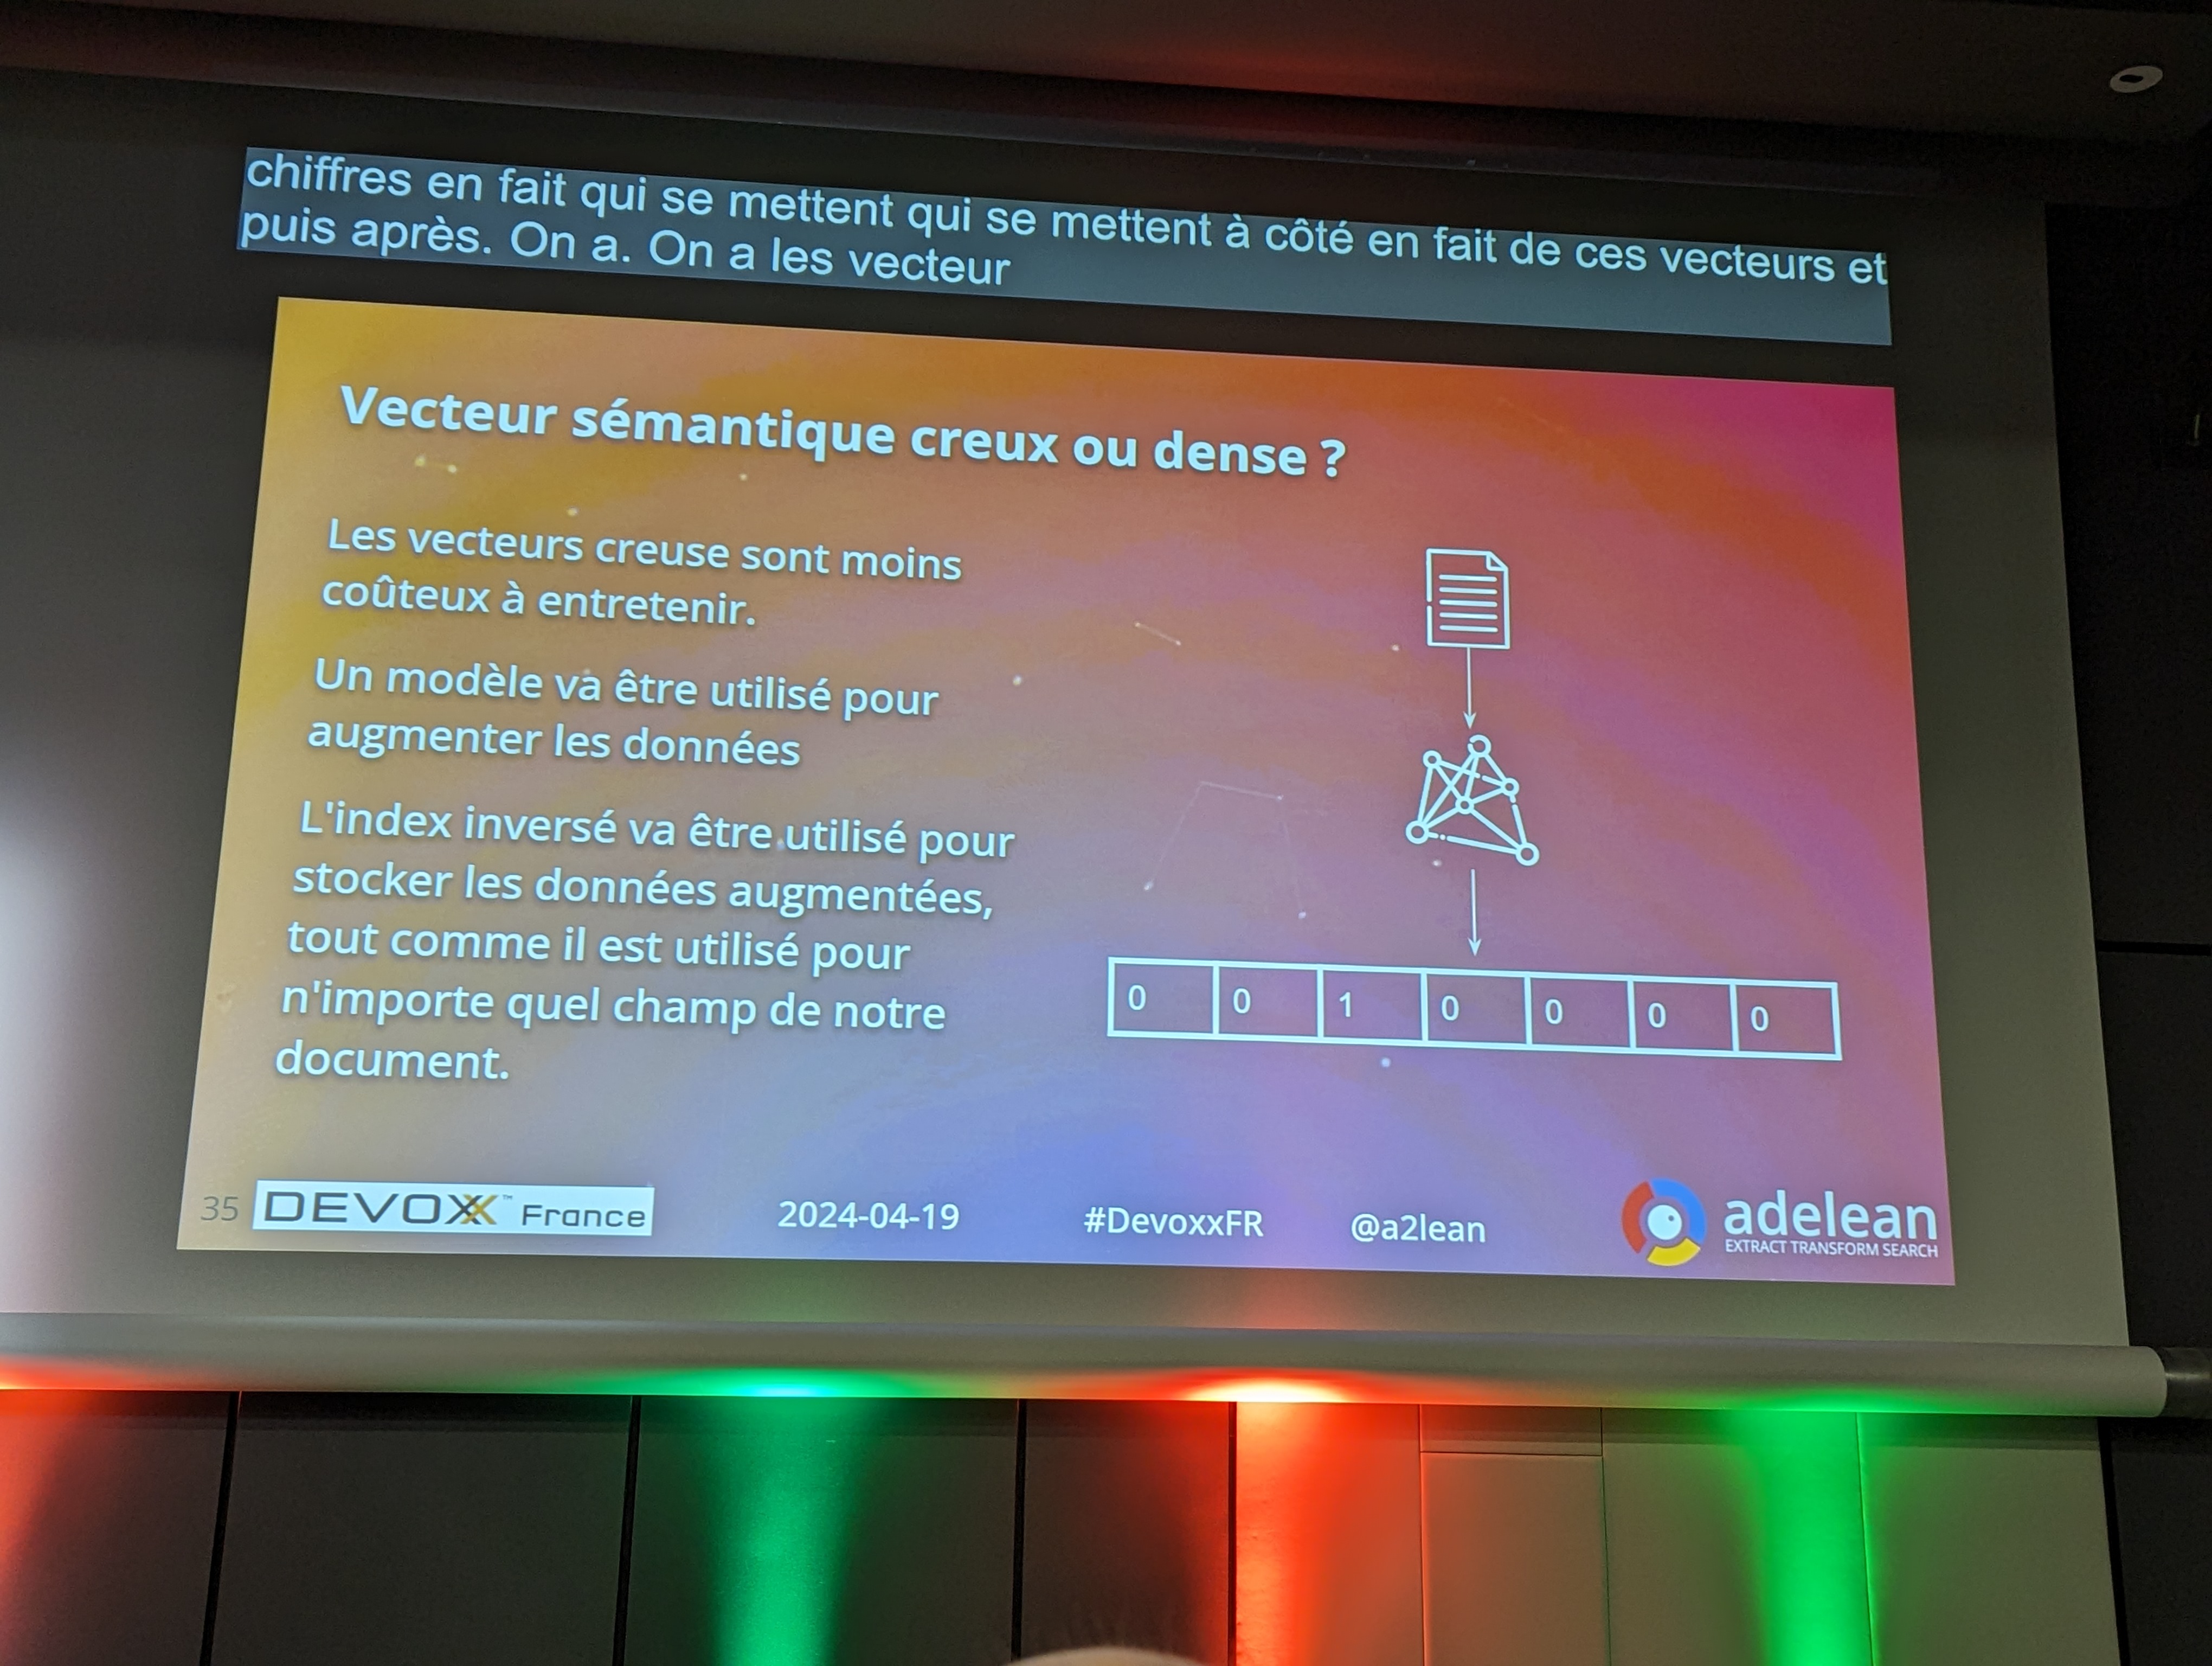 chiffres en fait qui se mettent qui se mettent à côté en fait de ces vecteurs et
puis après. On a. On a les vecteur
Vecteur sémantique creux ou dense ?
Les vecteurs creuse sont moins
coûteux à entretenir.
Un modèle va être utilisé pour
augmenter les données
L'index inversé va être utilisé pour
stocker les données augmentées,
tout comme il est utilisé pour
n'importe quel champ de notre
document.
0 0 1 0 0 0 0
35 DEVOXX™ France 2024-04-19 #DevoxxFR @a2lean adelean
EXTRACT TRANSFORM SEARCH